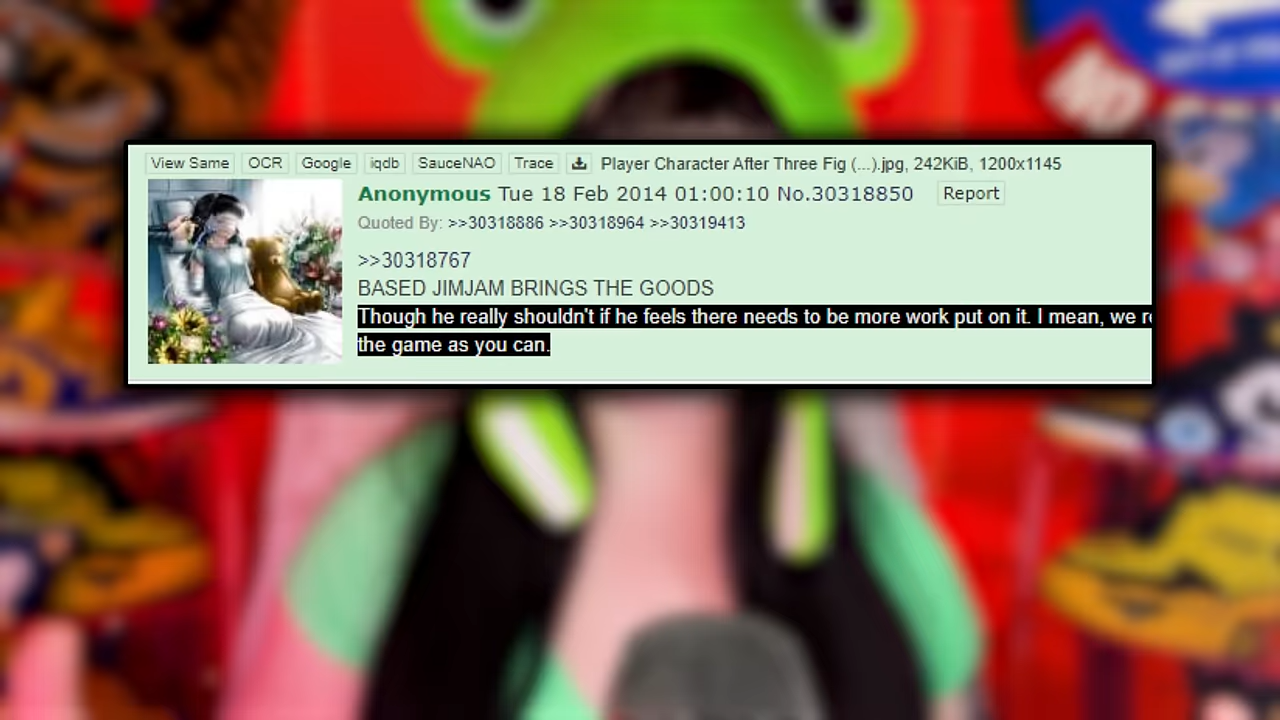 NO
View Same OCR Google iqdb SauceNAO Trace Player Character After Three Fig (...).jpg, 242KiB, 1200x1145
Anonymous Tue 18 Feb 2014 01:00:10 No.30318850 Report
Quoted By: >>30318886 >>30318964 >>30319413
>>30318767
BASED JIMJAM BRINGS THE GOODS
Though he really shouldn't if he feels there needs to be more work put on it. I mean, we
the game as you can.